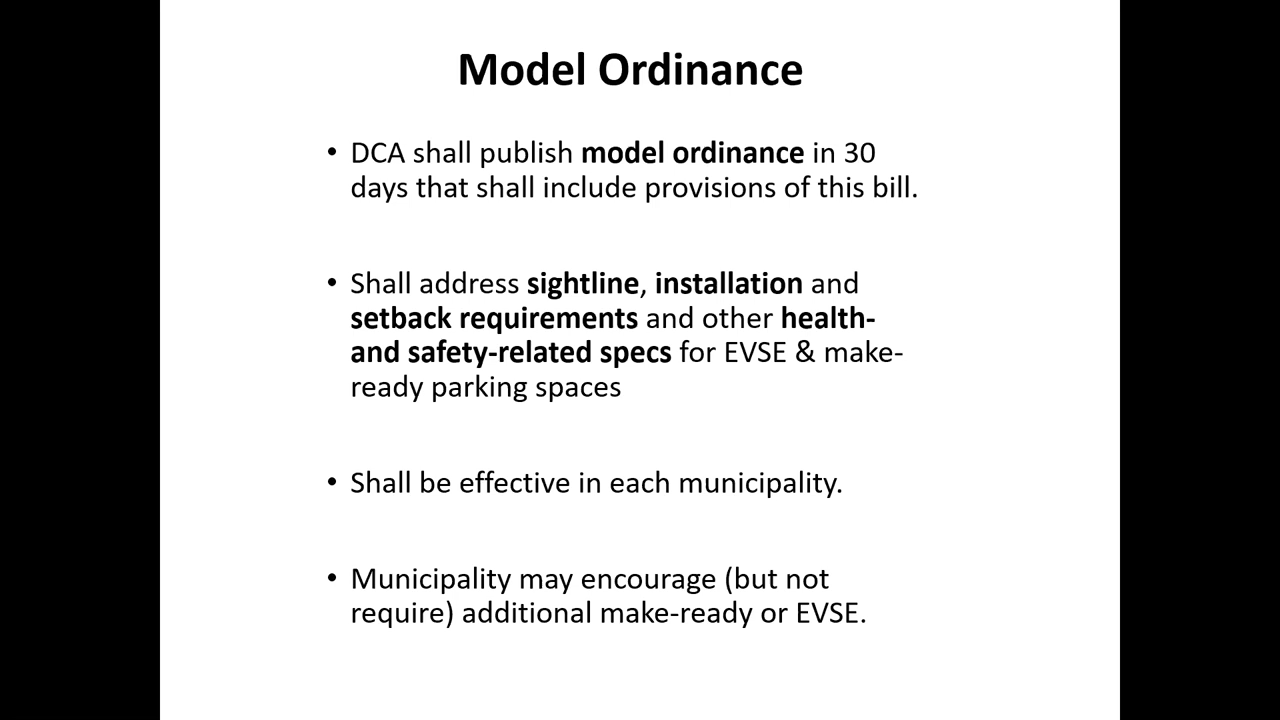 Model Ordinance
• DCA shall publish model ordinance in 30
days that shall include provisions of this bill.
• Shall address sightline, installation and
setback requirements and other health-
and safety-related specs for EVSE & make-
ready parking spaces
• Shall be effective in each municipality.
• Municipality may encourage (but not
require) additional make-ready or EVSE.